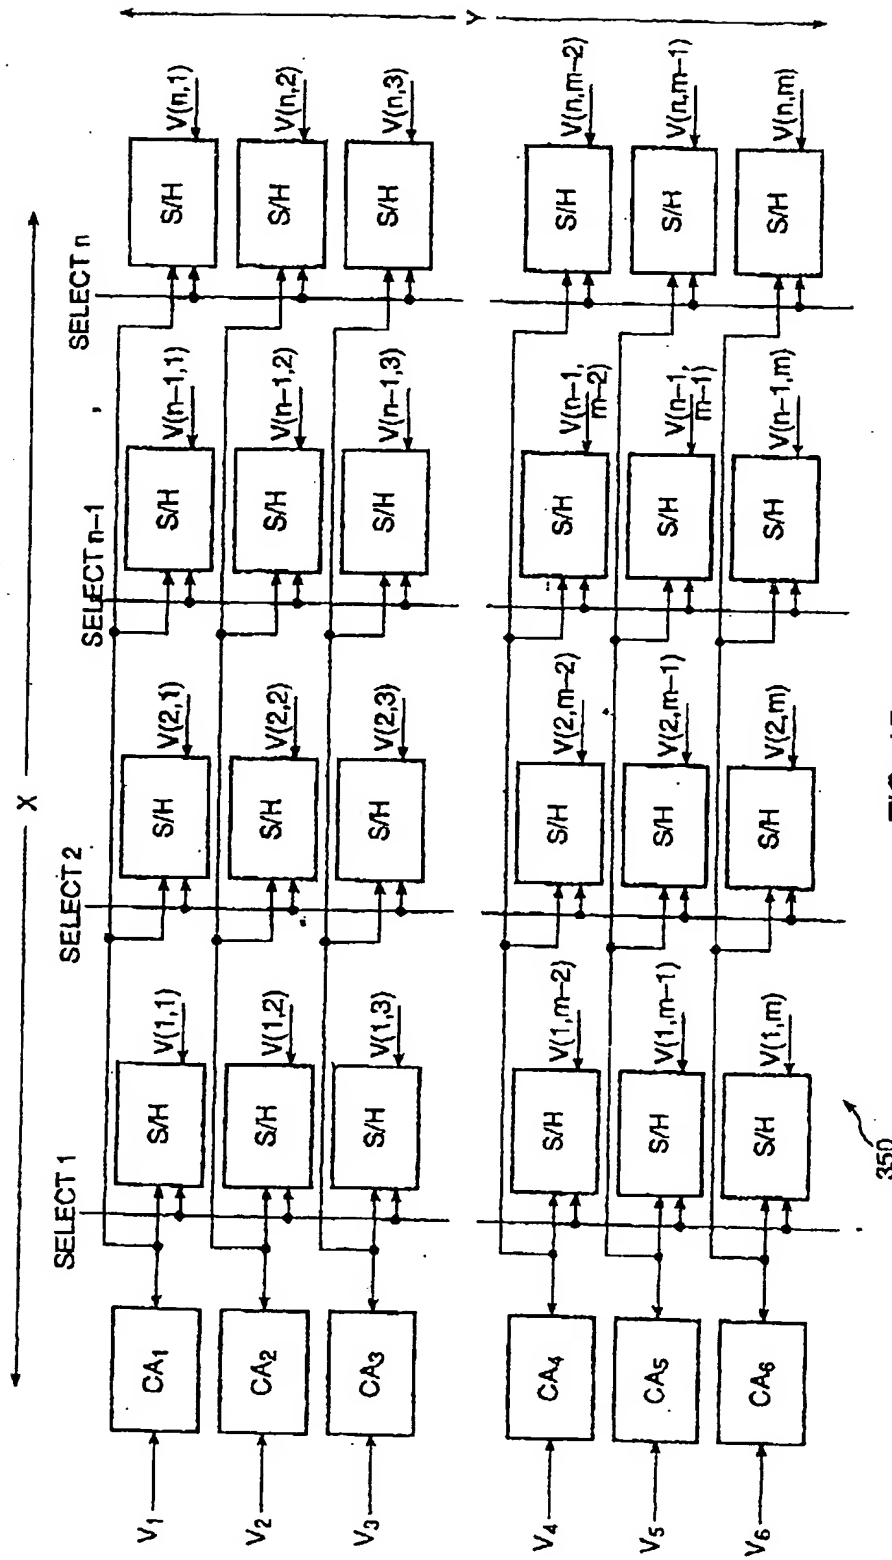 X
Y
SELECT 1
SELECT 2
SELECT n-1
SELECT n
V1
CA1
S/H
V(1,1)
S/H
V(2,1)
S/H
V(n-1,1)
S/H
V(n,1)
V2
CA2
S/H
V(1,2)
S/H
V(2,2)
S/H
V(n-1,2)
S/H
V(n,2)
V3
CA3
S/H
V(1,3)
S/H
V(2,3)
S/H
V(n-1,3)
S/H
V(n,3)
V4
CA4
S/H
V(1,m-2)
S/H
V(2,m-2)
S/H
V(n-1,
m-2)
S/H
V(n,m-2)
V5
CA5
S/H
V(1,m-1)
S/H
V(2,m-1)
S/H
V(n-1,
m-1)
S/H
V(n,m-1)
V6
CA6
S/H
V(1,m)
S/H
V(2,m)
S/H
V(n-1,m)
S/H
V(n,m)
350